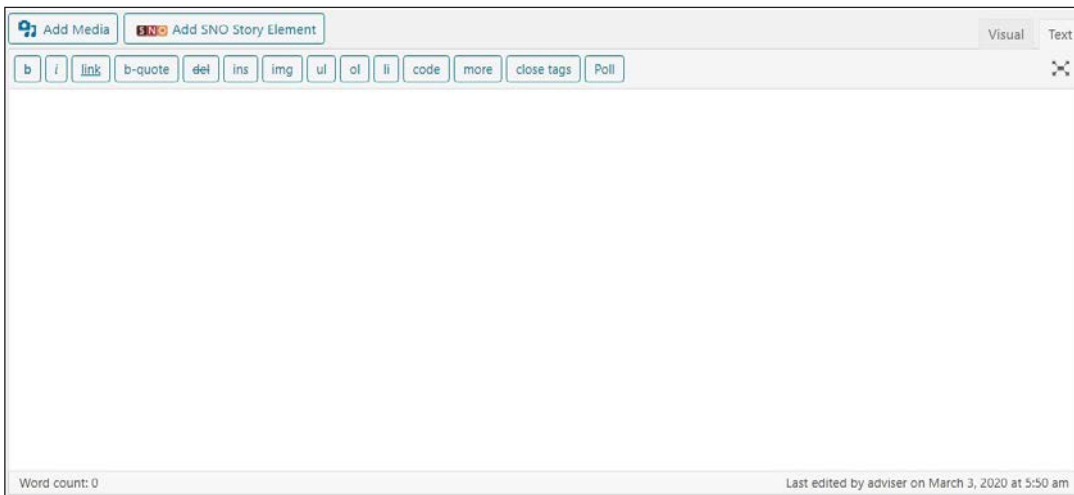 Add Media SNO Add SNO Story Element Visual Text
b i link b-quote del ins img ul ol li code more close tags Poll
Word count: 0 Last edited by adviser on March 3, 2020 at 5:50 am